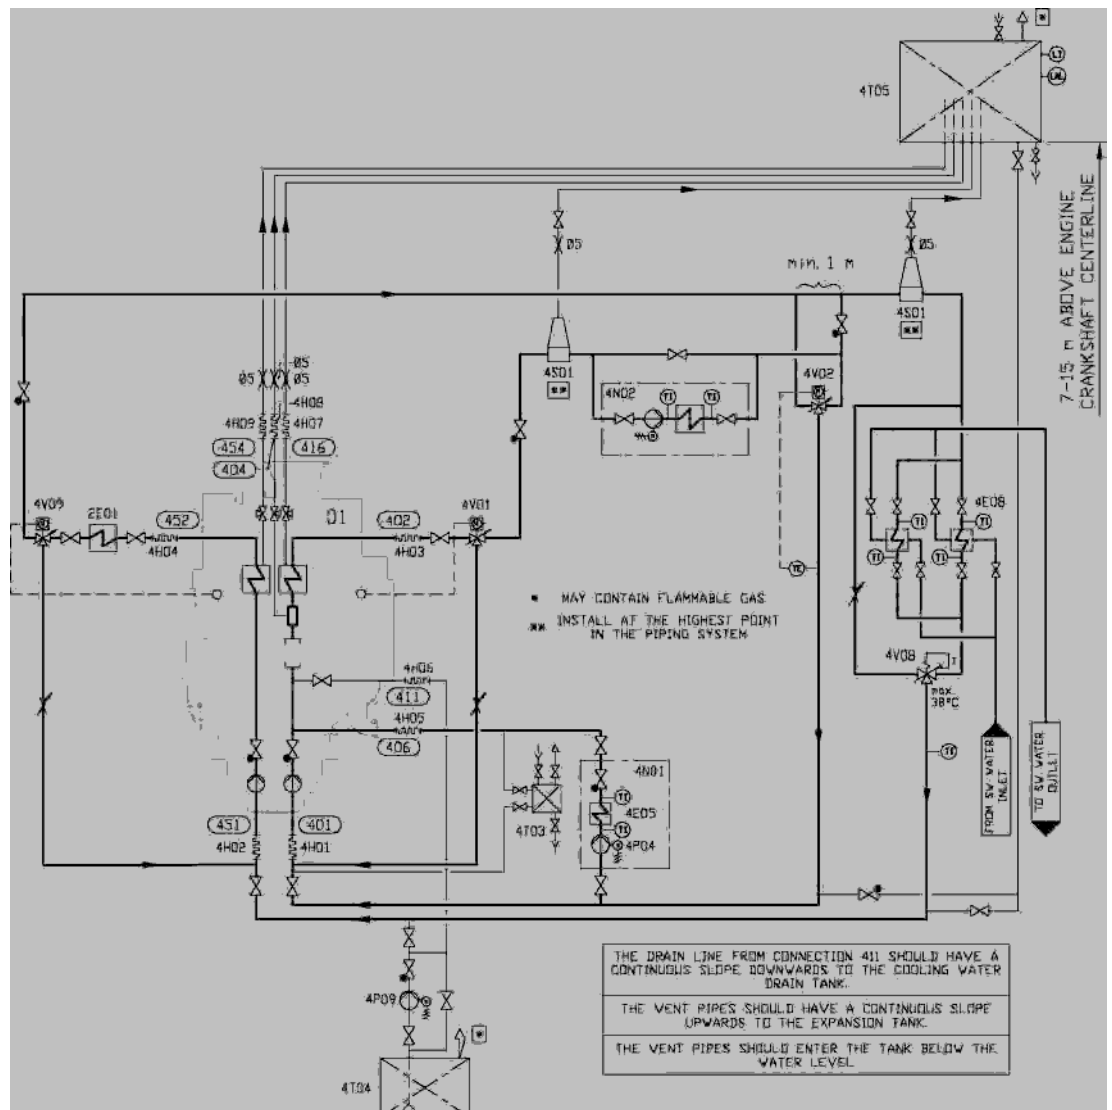 LI
4T05
LAL
7-15 m ABOVE ENGINE
CRANKSHAFT CENTERLINE
Ø5
Ø5
min. 1 m
4S01
**
4S01
**
4V02
4N02
TI
TI
Ø5
Ø5
Ø5
4H08
4H09
4H07
454
416
404
4V09
2E01
452
01
402
4V01
4H04
4H03
4E08
TI
TI
TI
TI
* MAY CONTAIN FLAMMABLE GAS
** INSTALL AT THE HIGHEST POINT
IN THE PIPING SYSTEM
4H06
411
4H05
406
4V08
max.
38°C
FROM SW. WATER
INLET
TO SW. WATER
OUTLET
4N01
TI
4E05
TI
4P04
4T03
451
401
4H02
4H01
4P09
4T04
THE DRAIN LINE FROM CONNECTION 411 SHOULD HAVE A
CONTINUOUS SLOPE DOWNWARDS TO THE COOLING WATER
DRAIN TANK.
THE VENT PIPES SHOULD HAVE A CONTINUOUS SLOPE
UPWARDS TO THE EXPANSION TANK.
THE VENT PIPES SHOULD ENTER THE TANK BELOW THE
WATER LEVEL